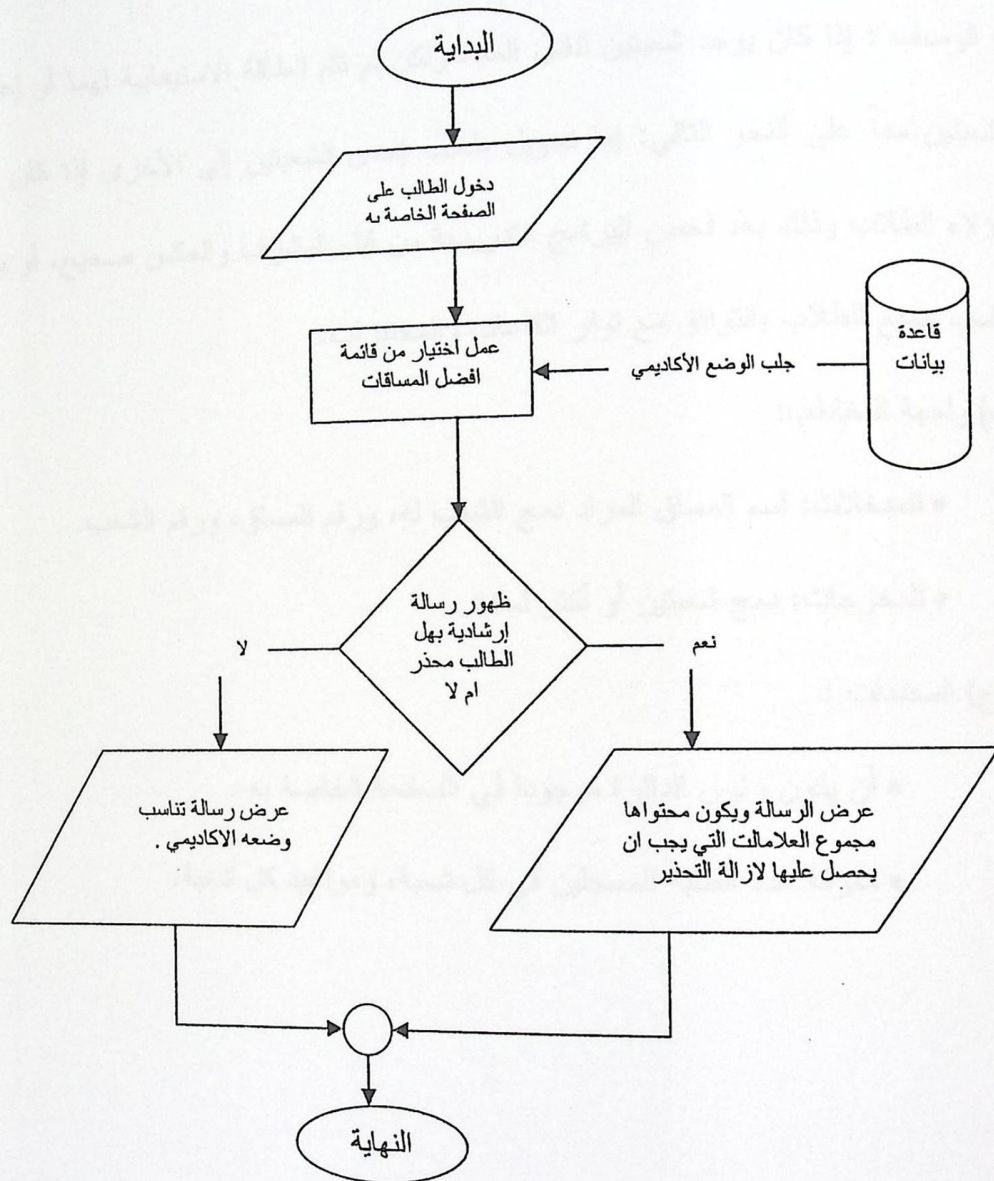 البداية
دخول الطالب على
الصفحة الخاصة به
عمل اختيار من قائمة
افضل المساقات
جلب الوضع الأكاديمي
قاعدة
بيانات
ظهور رسالة
إرشادية بهل
الطالب محذر
ام لا
نعم
لا
عرض الرسالة ويكون محتواها
مجموع العلامالت التي يجب ان
يحصل عليها لازالة التحذير
عرض رسالة تناسب
وضعه الاكاديمي .
النهاية